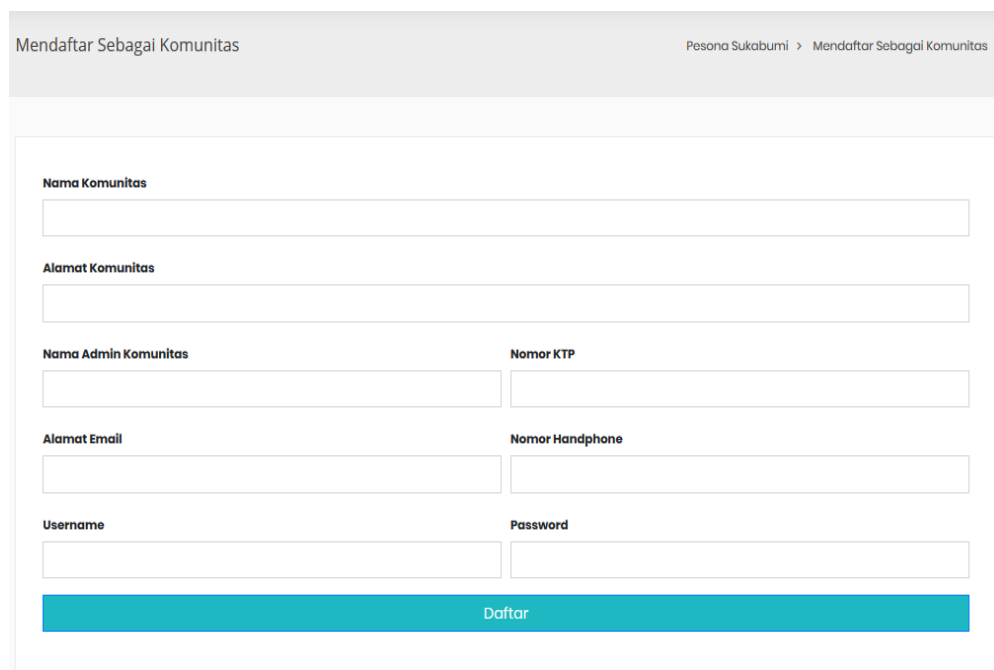 Mendaftar Sebagai Komunitas
Pesona Sukabumi > Mendaftar Sebagai Komunitas
Nama Komunitas
Alamat Komunitas
Nama Admin Komunitas
Nomor KTP
Alamat Email
Nomor Handphone
Username
Password
Daftar